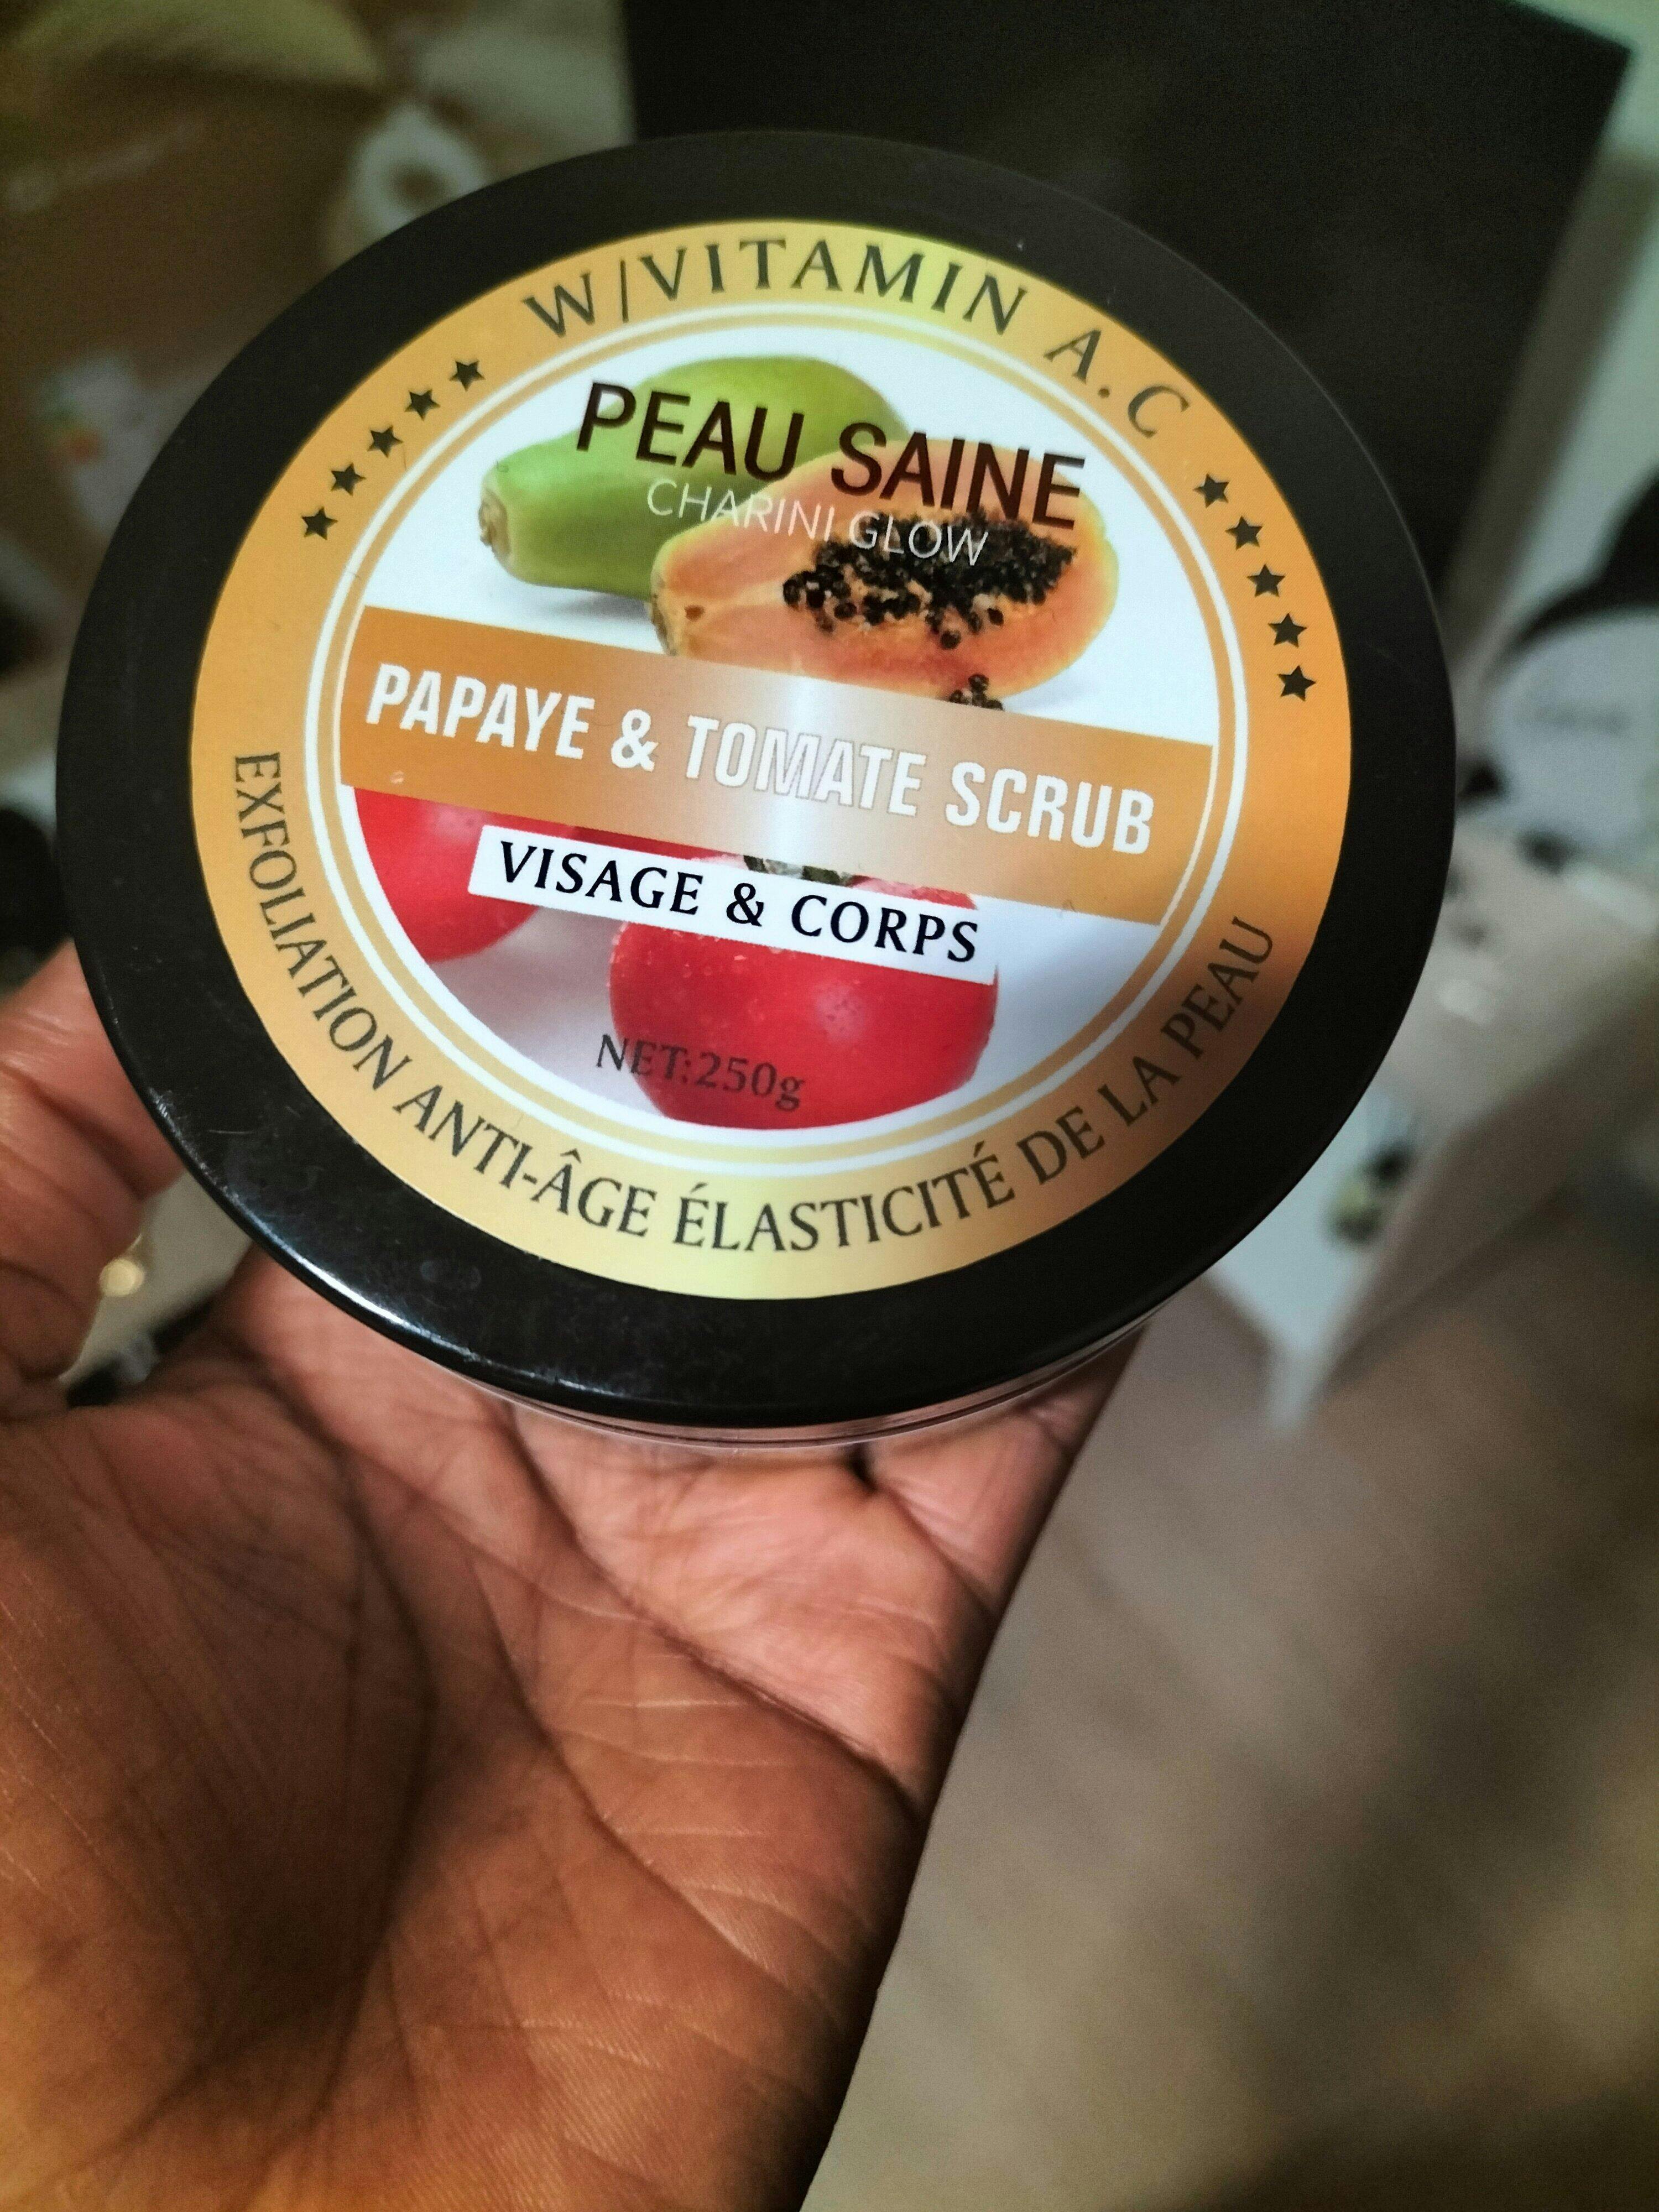 W/VITAMIN A.C
PEAU SAINE
CHARINI GLOW
PAPAYE & TOMATE SCRUB
VISAGE & CORPS
NET:250g
EXFOLIATION ANTI-ÂGE ÉLASTICITÉ DE LA PEAU